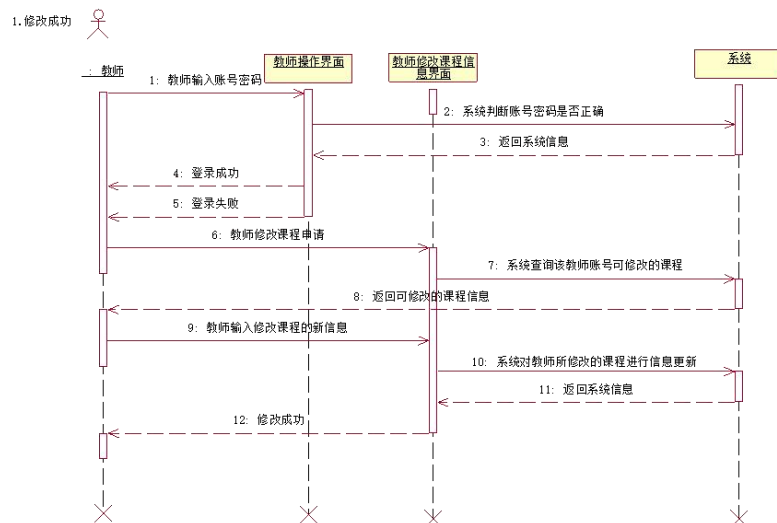 1.修改成功
: 教师
教师操作界面
教师修改课程信
息界面
系统
1: 教师输入账号密码
2: 系统判断账号密码是否正确
3: 返回系统信息
4: 登录成功
5: 登录失败
6: 教师修改课程申请
7: 系统查询该教师账号可修改的课程
8: 返回可修改的课程信息
9: 教师输入修改课程的新信息
10: 系统对教师所修改的课程进行信息更新
11: 返回系统信息
12: 修改成功